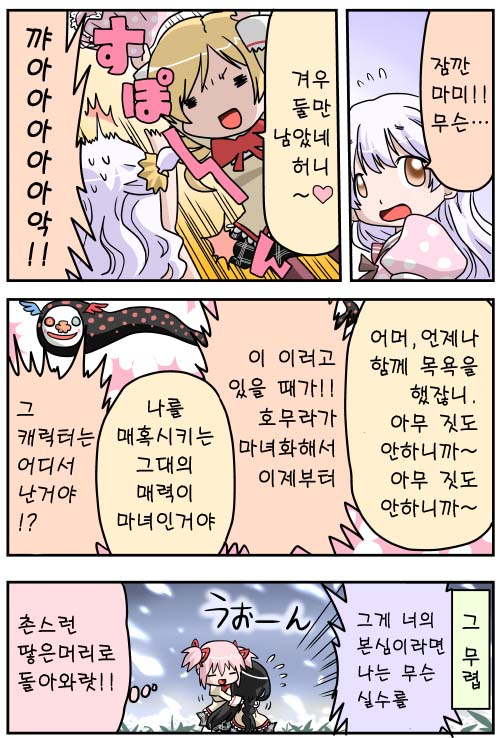 잠깐
마미!!
무슨…
겨우
둘만
남았네
허니
~♡
すぽーん
꺄
아
아
아
아
아
악
!!
어머,언제나
함께 목욕을
했잖니.
아무 짓도
안하니까~
아무 짓도
안하니까~
이 이러고
있을 때가!!
호무라가
마녀화해서
이제부터
나를
매혹시키는
그대의
매력이
마녀인거야
그
캐릭터는
어디서
난거야
!?
그 무렵
그게 너의
본심이라면
나는 무슨
실수를
うおーん
촌스런
땋은머리로
돌아와랏!!